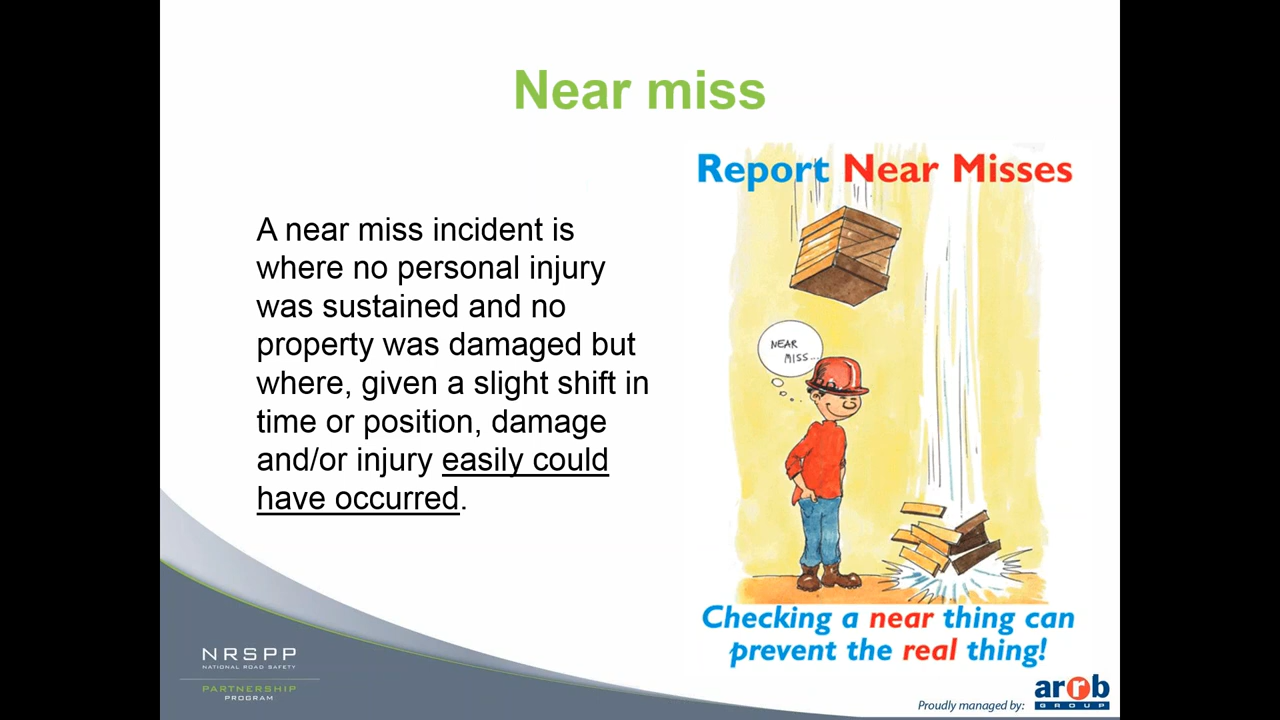 Near miss
A near miss incident is
where no personal injury
was sustained and no
property was damaged but
where, given a slight shift in
time or position, damage
and/or injury easily could
have occurred.
Report Near Misses
NEAR
MISS...
Checking a near thing can
prevent the real thing!
NRSPP
NATIONAL ROAD SAFETY
PARTNERSHIP
PROGRAM
Proudly managed by:
arrb
GROUP